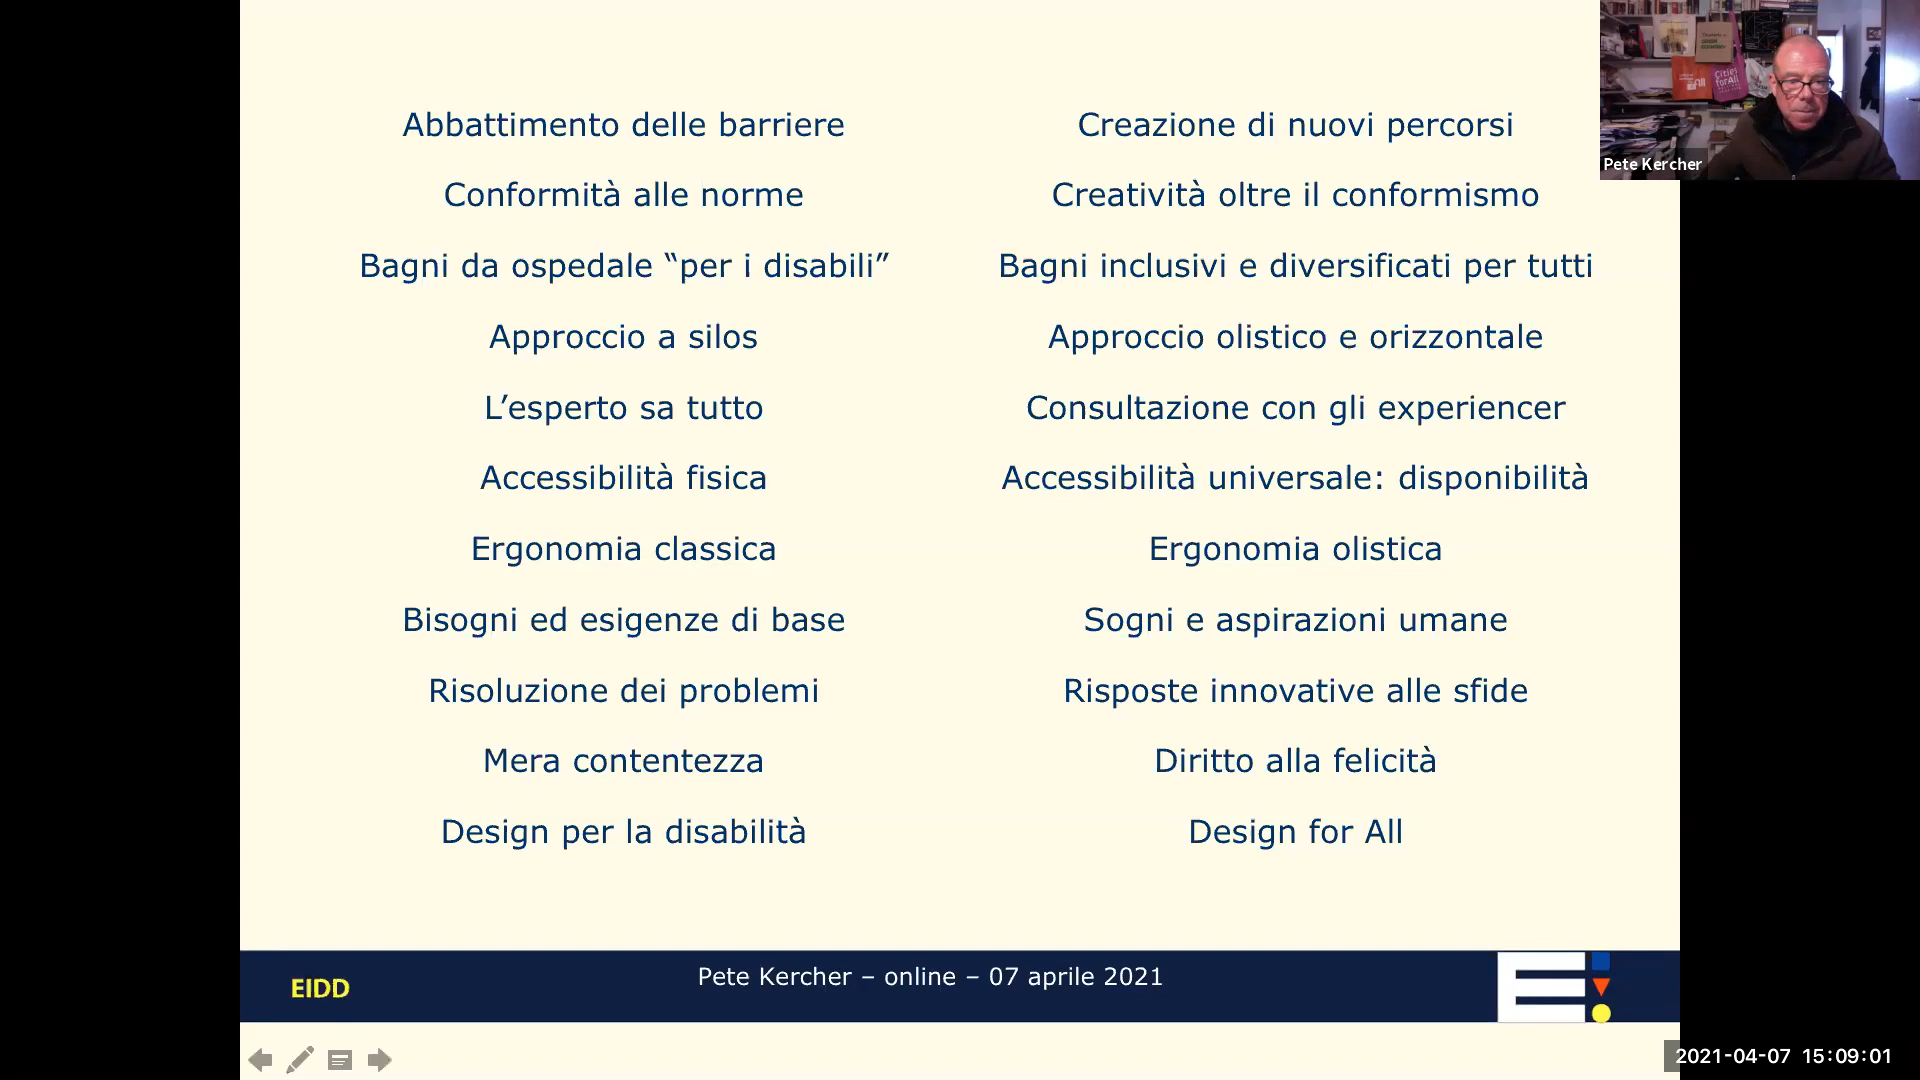 Abbattimento delle barriere
Creazione di nuovi percorsi
Conformità alle norme
Creatività oltre il conformismo
Bagni da ospedale “per i disabili”
Bagni inclusivi e diversificati per tutti
Approccio a silos
Approccio olistico e orizzontale
L’esperto sa tutto
Consultazione con gli experiencer
Accessibilità fisica
Accessibilità universale: disponibilità
Ergonomia classica
Ergonomia olistica
Bisogni ed esigenze di base
Sogni e aspirazioni umane
Risoluzione dei problemi
Risposte innovative alle sfide
Mera contentezza
Diritto alla felicità
Design per la disabilità
Design for All
EIDD
Pete Kercher – online – 07 aprile 2021
Cities
forAll
Pete Kercher
2021-04-07 15:09:01